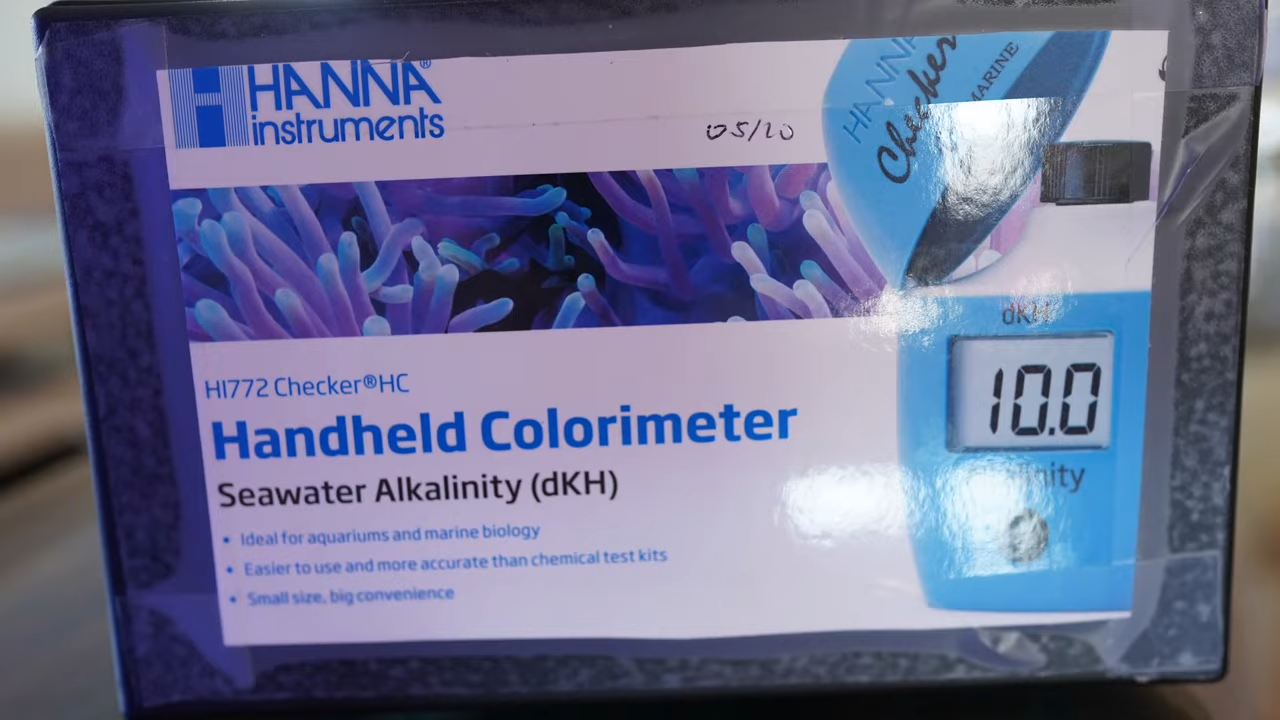 HANNA®
instruments
05/20
HANNA
Checker
MARINE
HI772 Checker®HC
Handheld Colorimeter
Seawater Alkalinity (dKH)
• Ideal for aquariums and marine biology
• Easier to use and more accurate than chemical test kits
• Small size, big convenience
dKH
10.0